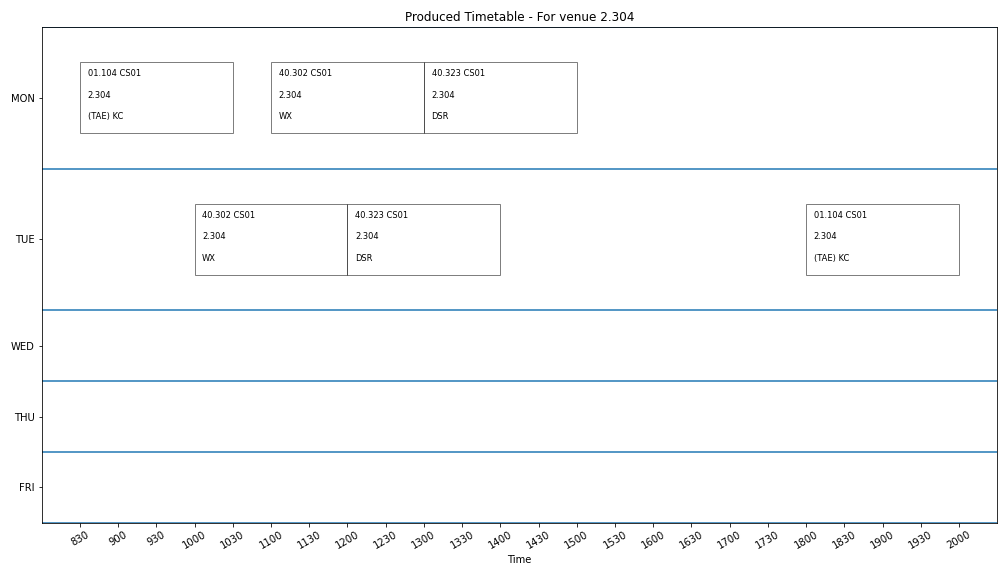 Produced Timetable - For venue 2.304
MON
01.104 CS01
2.304
(TAE) KC
40.302 CS01
2.304
WX
40.323 CS01
2.304
DSR
TUE
40.302 CS01
2.304
WX
40.323 CS01
2.304
DSR
01.104 CS01
2.304
(TAE) KC
WED
THU
FRI
830 900 930 1000 1030 1100 1130 1200 1230 1300 1330 1400 1430 1500 1530 1600 1630 1700 1730 1800 1830 1900 1930 2000
Time